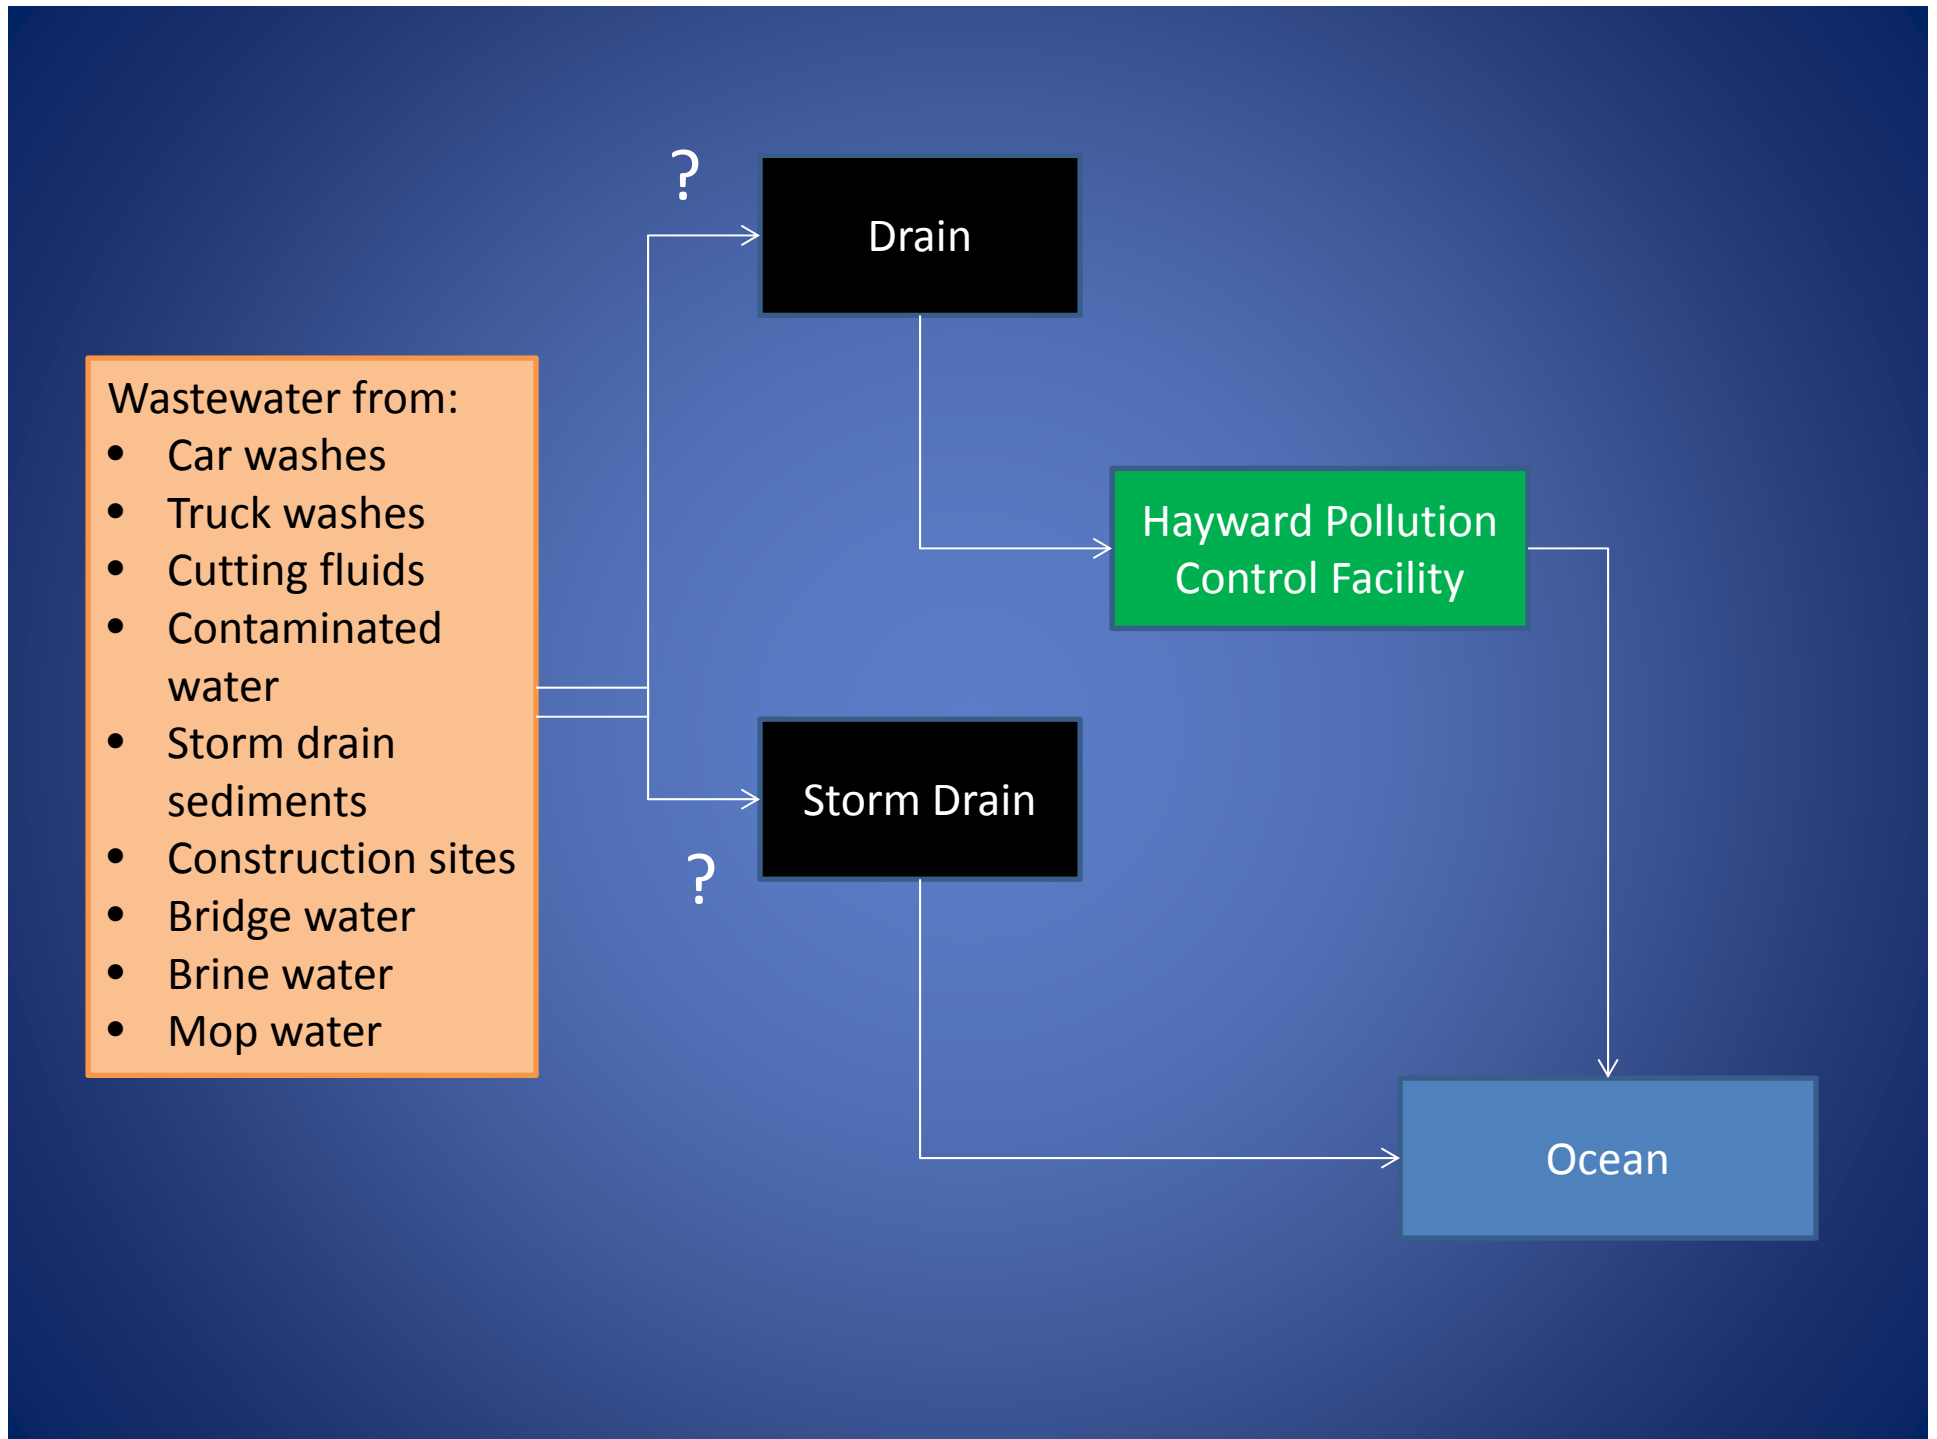 ?
Drain
Wastewater from:
• Car washes
• Truck washes
• Cutting fluids
• Contaminated
water
• Storm drain
sediments
• Construction sites
• Bridge water
• Brine water
• Mop water
Hayward Pollution
Control Facility
Storm Drain
?
Ocean